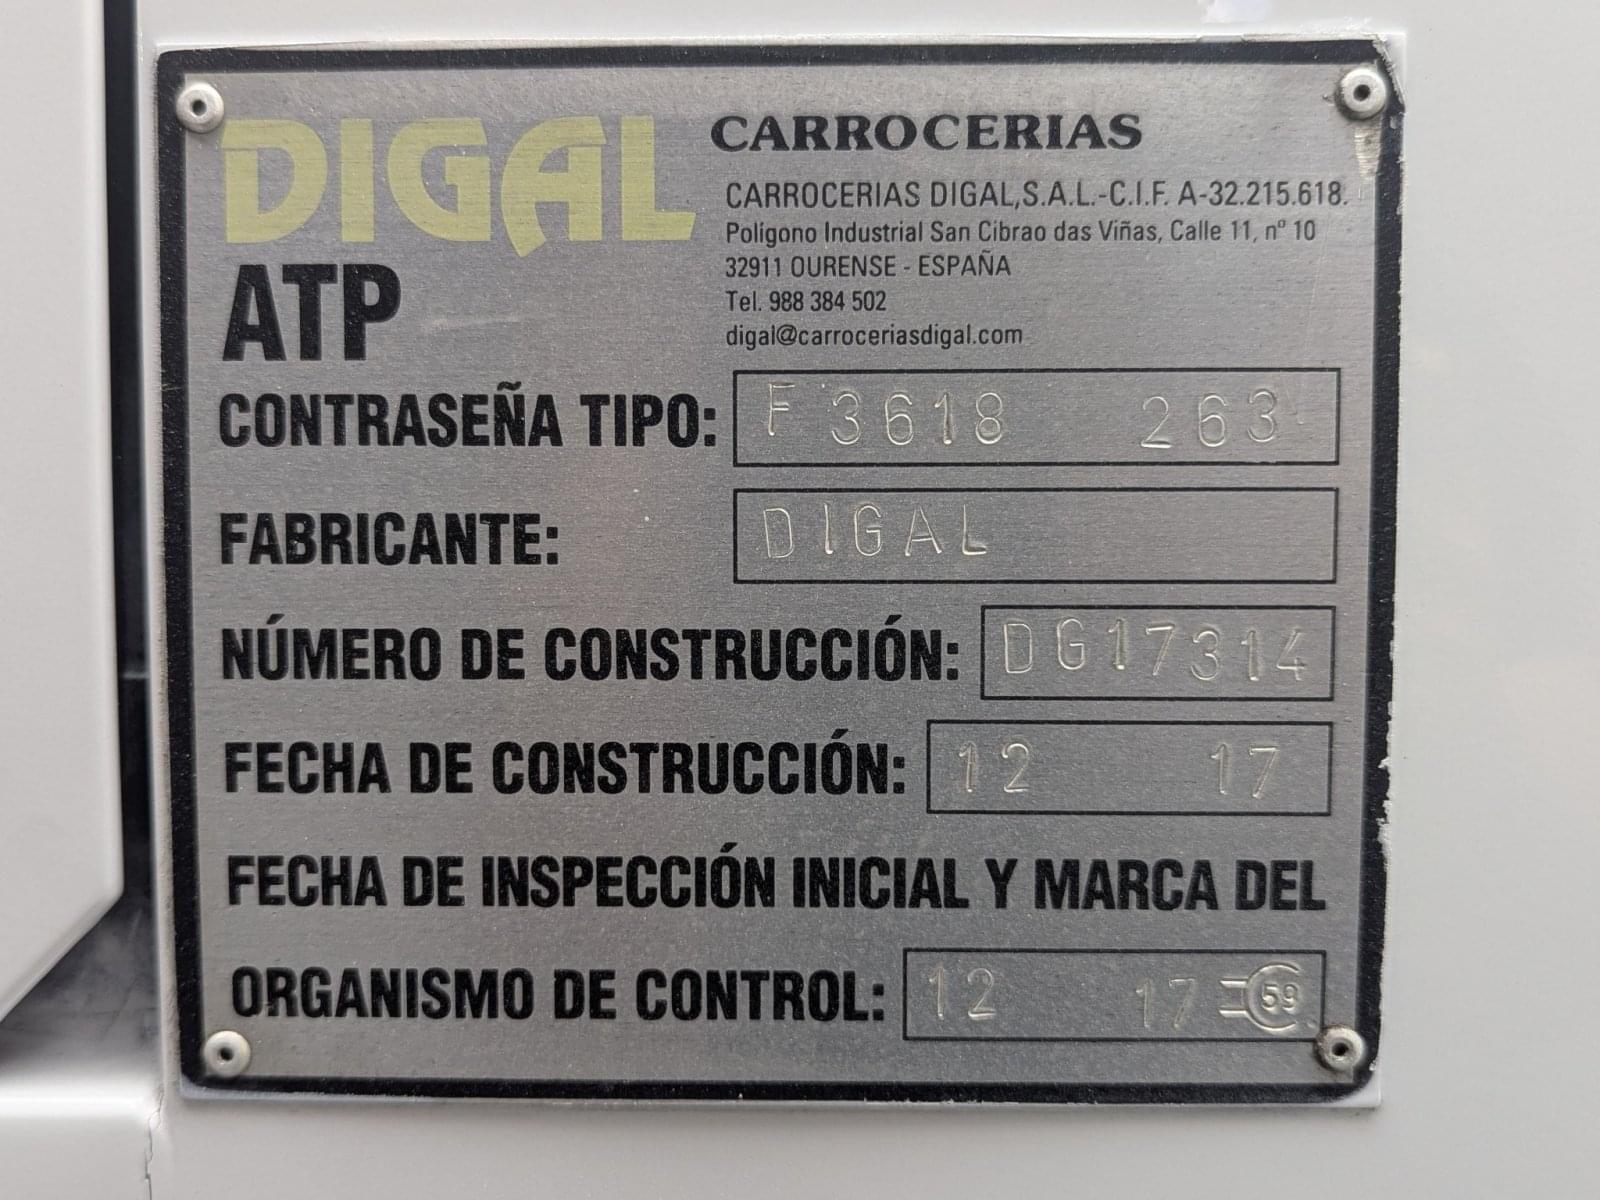 DIGAL
CARROCERIAS
CARROCERIAS DIGAL,S.A.L.-C.I.F. A-32.215.618.
Polígono Industrial San Cibrao das Viñas, Calle 11, nº 10
32911 OURENSE - ESPAÑA
Tel. 988 384 502
digal@carroceriasdigal.com
ATP
CONTRASEÑA TIPO: F 3618 263
FABRICANTE: DIGAL
NÚMERO DE CONSTRUCCIÓN: DG17314
FECHA DE CONSTRUCCIÓN: 12 17
FECHA DE INSPECCIÓN INICIAL Y MARCA DEL
ORGANISMO DE CONTROL: 12 17 59